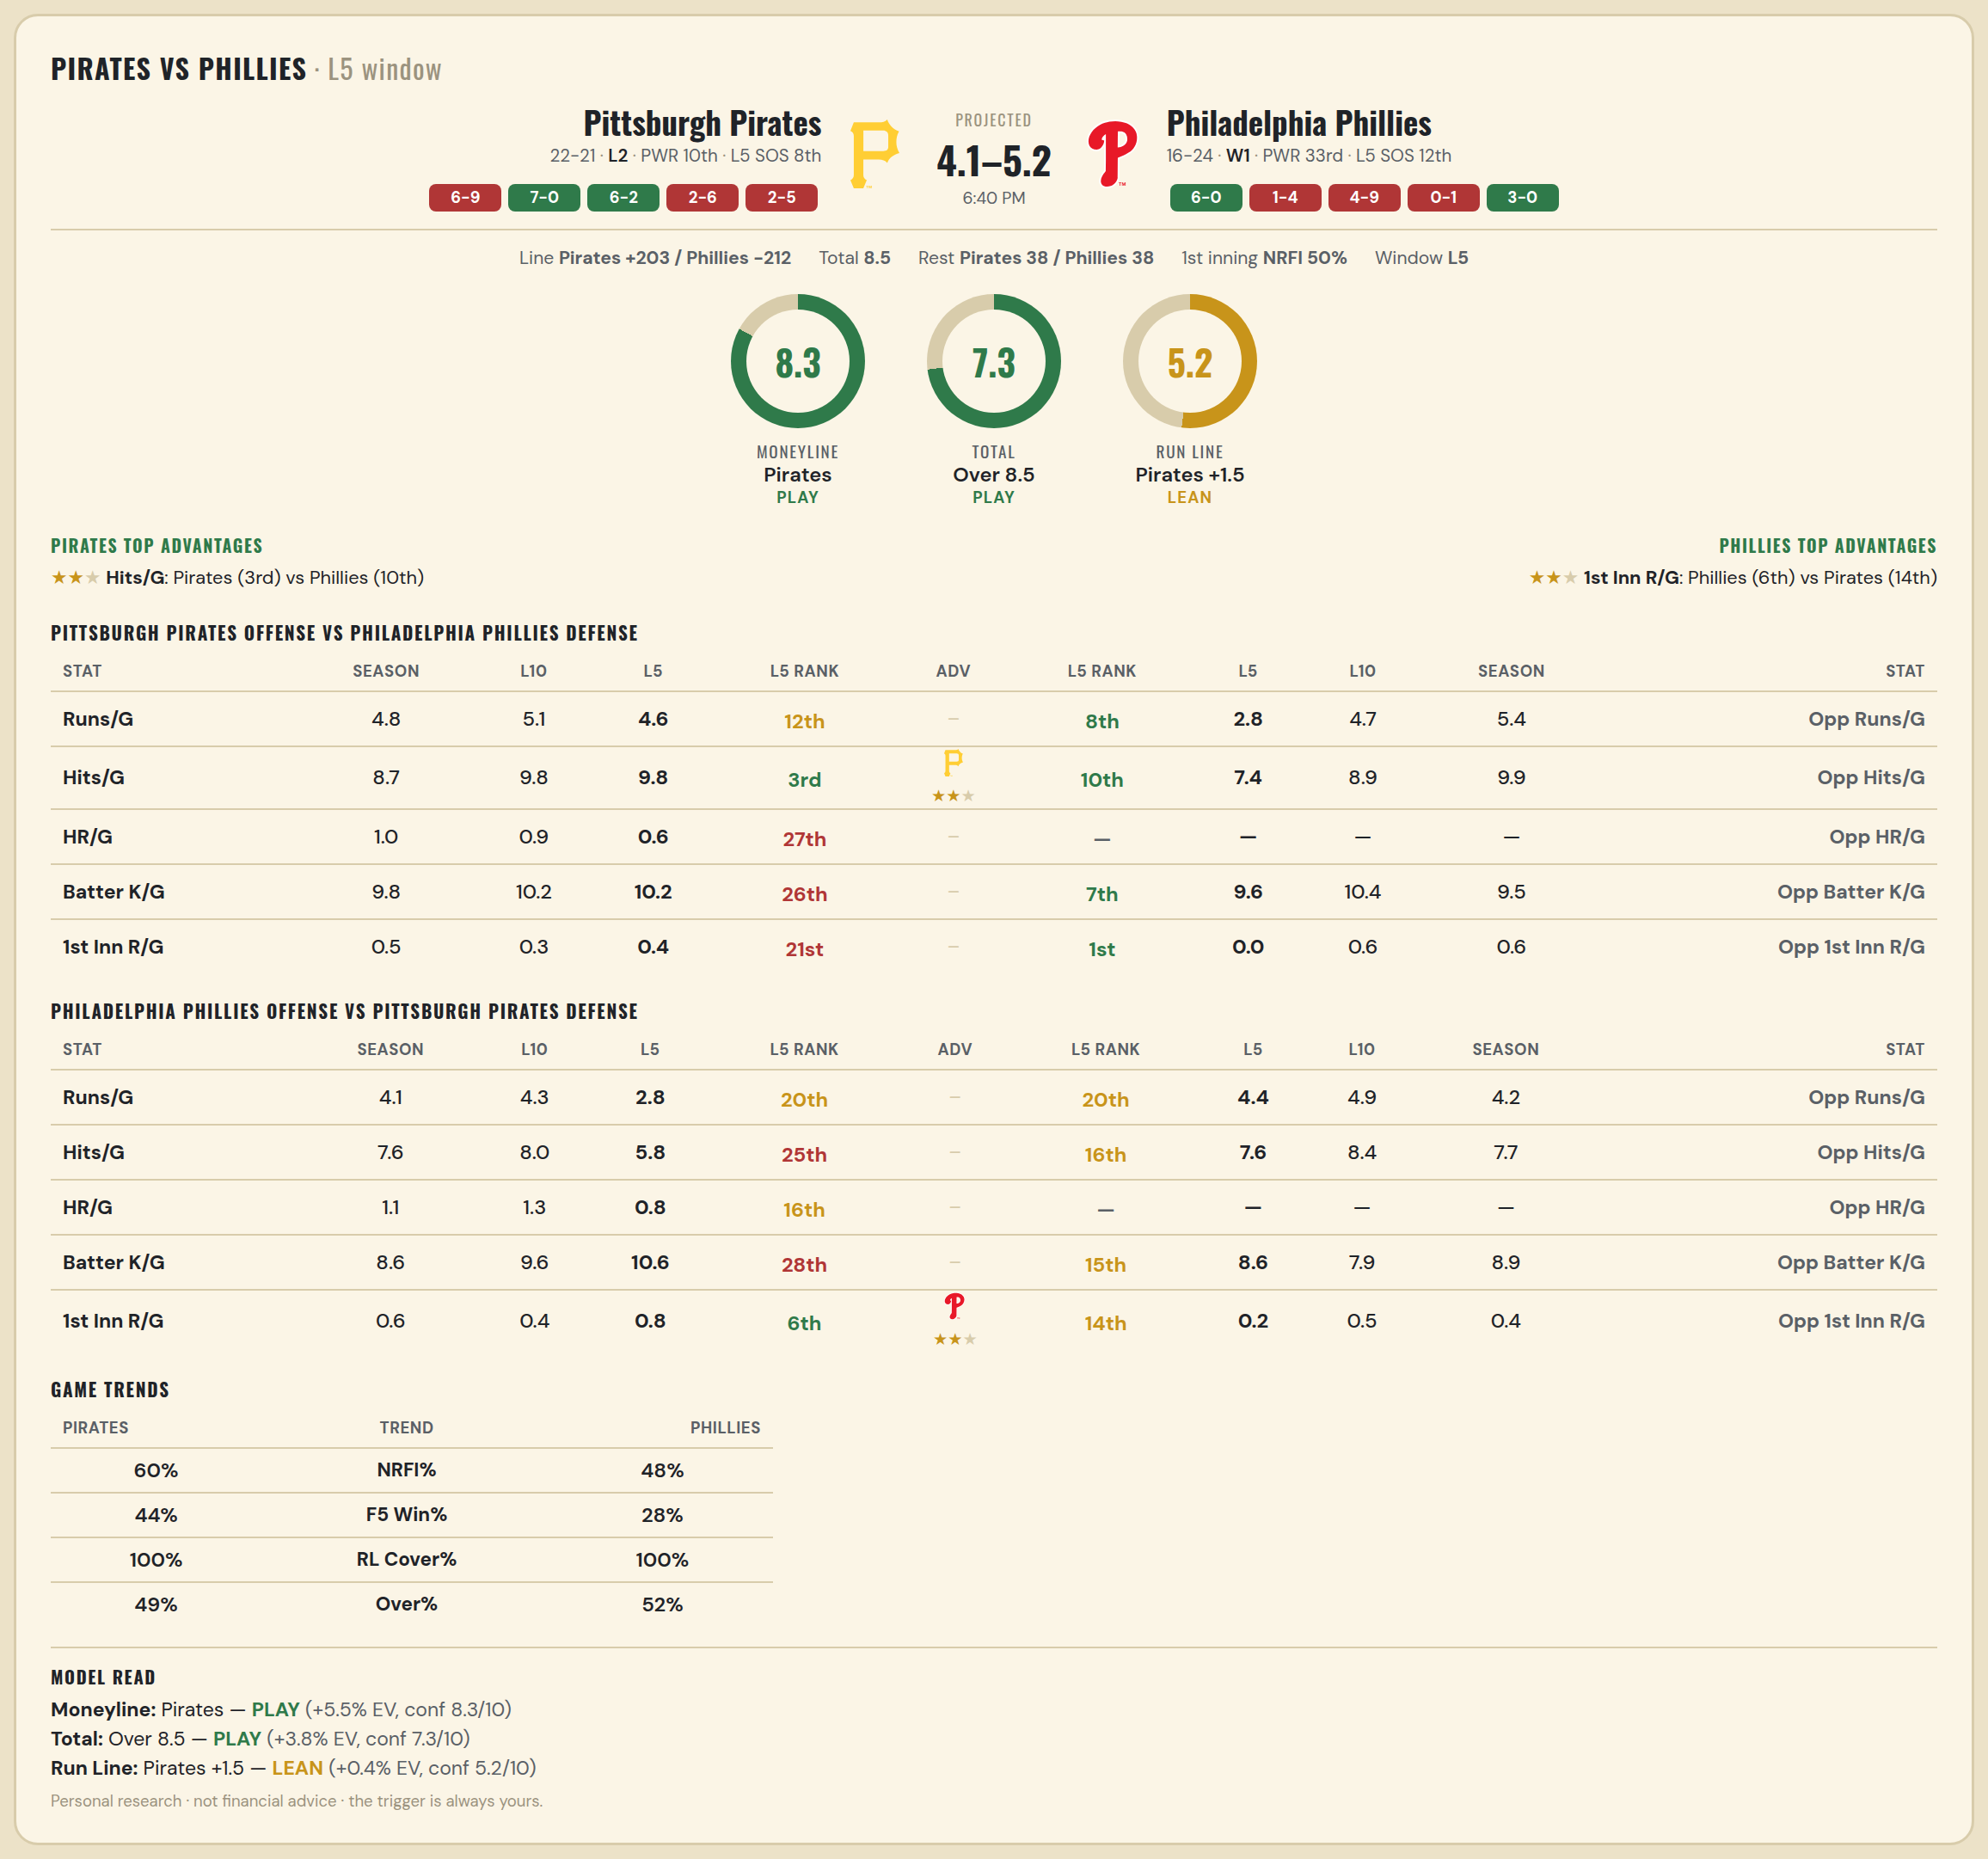 PIRATES VS PHILLIES · L5 window
Pittsburgh Pirates
22-21 · L2 · PWR 10th · L5 SOS 8th
6-9 7-0 6-2 2-6 2-5
P
PROJECTED
4.1–5.2
6:40 PM
P ™
Philadelphia Phillies
16-24 · W1 · PWR 33rd · L5 SOS 12th
6-0 1-4 4-9 0-1 3-0
Line Pirates +203 / Phillies -212 Total 8.5 Rest Pirates 38 / Phillies 38 1st inning NRFI 50% Window L5
8.3 7.3 5.2
MONEYLINE TOTAL RUN LINE
Pirates Over 8.5 Pirates +1.5
PLAY PLAY LEAN
PIRATES TOP ADVANTAGES PHILLIES TOP ADVANTAGES
★★★ Hits/G: Pirates (3rd) vs Phillies (10th) ★★★ 1st Inn R/G: Phillies (6th) vs Pirates (14th)
PITTSBURGH PIRATES OFFENSE VS PHILADELPHIA PHILLIES DEFENSE
STAT SEASON L10 L5 L5 RANK ADV L5 RANK L5 L10 SEASON STAT
Runs/G 4.8 5.1 4.6 12th — 8th 2.8 4.7 5.4 Opp Runs/G
Hits/G 8.7 9.8 9.8 3rd P ★★★ 10th 7.4 8.9 9.9 Opp Hits/G
HR/G 1.0 0.9 0.6 27th — — — — — Opp HR/G
Batter K/G 9.8 10.2 10.2 26th — 7th 9.6 10.4 9.5 Opp Batter K/G
1st Inn R/G 0.5 0.3 0.4 21st — 1st 0.0 0.6 0.6 Opp 1st Inn R/G
PHILADELPHIA PHILLIES OFFENSE VS PITTSBURGH PIRATES DEFENSE
STAT SEASON L10 L5 L5 RANK ADV L5 RANK L5 L10 SEASON STAT
Runs/G 4.1 4.3 2.8 20th — 20th 4.4 4.9 4.2 Opp Runs/G
Hits/G 7.6 8.0 5.8 25th — 16th 7.6 8.4 7.7 Opp Hits/G
HR/G 1.1 1.3 0.8 16th — — — — — Opp HR/G
Batter K/G 8.6 9.6 10.6 28th — 15th 8.6 7.9 8.9 Opp Batter K/G
1st Inn R/G 0.6 0.4 0.8 6th P ★★★ 14th 0.2 0.5 0.4 Opp 1st Inn R/G
GAME TRENDS
PIRATES TREND PHILLIES
60% NRFI% 48%
44% F5 Win% 28%
100% RL Cover% 100%
49% Over% 52%
MODEL READ
Moneyline: Pirates — PLAY (+5.5% EV, conf 8.3/10)
Total: Over 8.5 — PLAY (+3.8% EV, conf 7.3/10)
Run Line: Pirates +1.5 — LEAN (+0.4% EV, conf 5.2/10)
Personal research · not financial advice · the trigger is always yours.